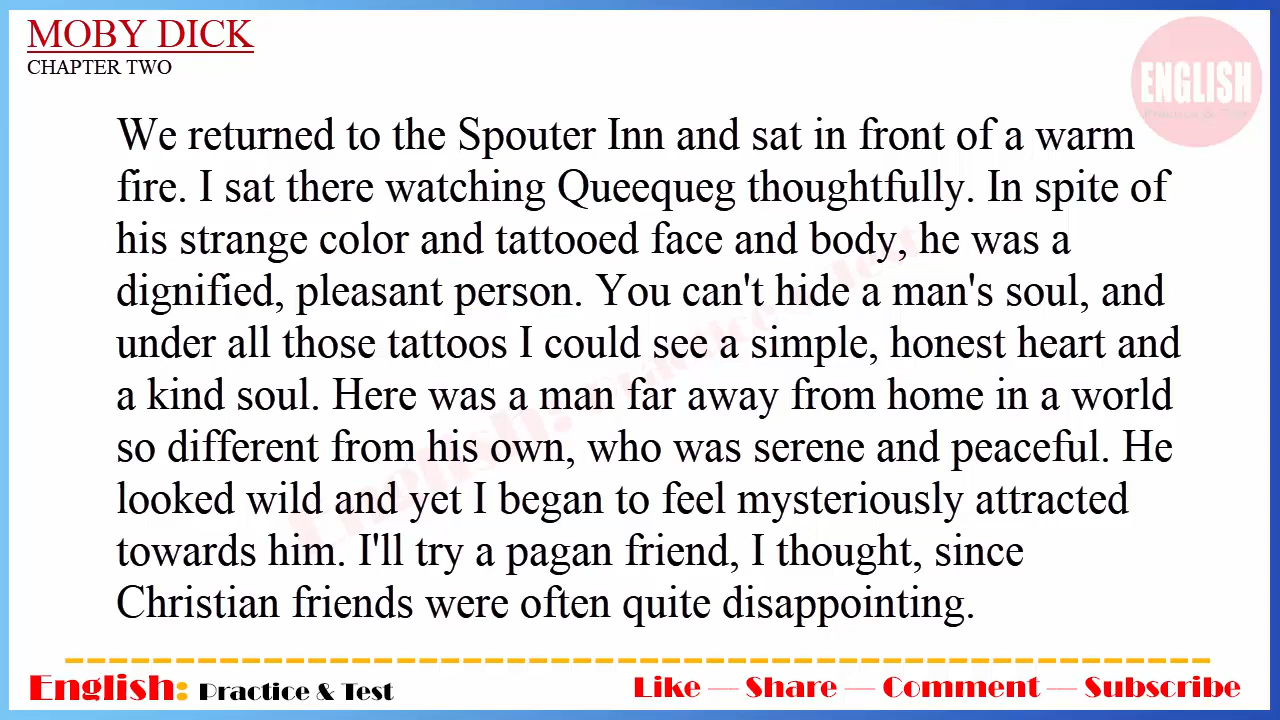 MOBY DICK
CHAPTER TWO
ENGLISH
We returned to the Spouter Inn and sat in front of a warm
fire. I sat there watching Queequeg thoughtfully. In spite of
his strange color and tattooed face and body, he was a
dignified, pleasant person. You can't hide a man's soul, and
under all those tattoos I could see a simple, honest heart and
a kind soul. Here was a man far away from home in a world
so different from his own, who was serene and peaceful. He
looked wild and yet I began to feel mysteriously attracted
towards him. I'll try a pagan friend, I thought, since
Christian friends were often quite disappointing.
English: Practice & Test
Like — Share — Comment — Subscribe